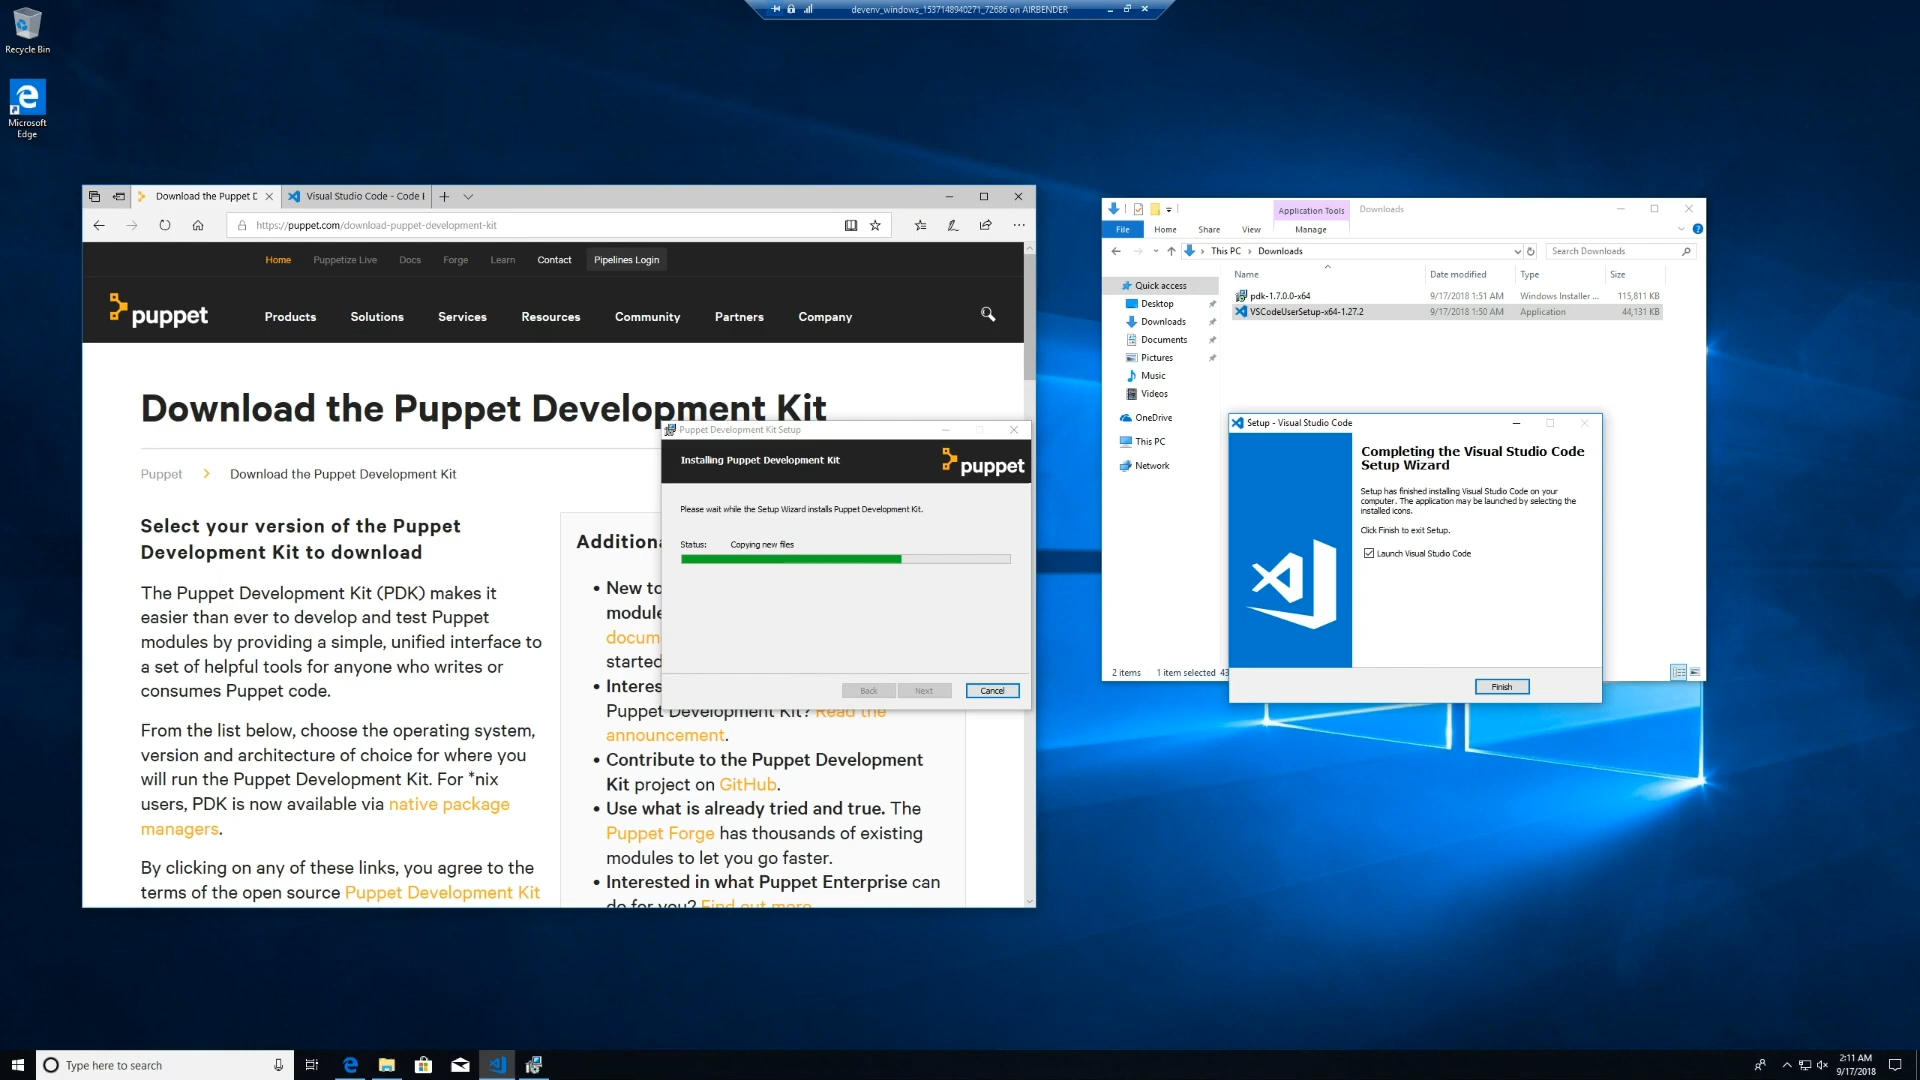 devenv_windows_1537148940271_72686 on AIRBENDER
Recycle Bin
Microsoft
Edge
Download the Puppet D
Visual Studio Code - Code E
https://puppet.com/download-puppet-development-kit
Home Puppetize Live Docs Forge Learn Contact Pipelines Login
puppet
Products Solutions Services Resources Community Partners Company
Download the Puppet Development Kit
Puppet
Download the Puppet Development Kit
Select your version of the Puppet
Development Kit to download
The Puppet Development Kit (PDK) makes it
easier than ever to develop and test Puppet
modules by providing a simple, unified interface to
a set of helpful tools for anyone who writes or
consumes Puppet code.
From the list below, choose the operating system,
version and architecture of choice for where you
will run the Puppet Development Kit. For *nix
users, PDK is now available via native package
managers.
By clicking on any of these links, you agree to the
terms of the open source Puppet Development Kit
Additiona
• New to
module
docum
started
• Interes
Puppet Development Kit? Read the
announcement.
• Contribute to the Puppet Development
Kit project on GitHub.
• Use what is already tried and true. The
Puppet Forge has thousands of existing
modules to let you go faster.
• Interested in what Puppet Enterprise can
do for you? Find out more
Puppet Development Kit Setup
Installing Puppet Development Kit
puppet
Please wait while the Setup Wizard installs Puppet Development Kit.
Status: Copying new files
Back Next Cancel
Application Tools Downloads
File Home Share View Manage
This PC > Downloads
Search Downloads
Name Date modified Type Size
pdk-1.7.0.0-x64 9/17/2018 1:51 AM Windows Installer ... 115,811 KB
VSCodeUserSetup-x64-1.27.2 9/17/2018 1:50 AM Application 44,131 KB
Quick access
Desktop
Downloads
Documents
Pictures
Music
Videos
OneDrive
This PC
Network
2 items 1 item selected 43
Setup - Visual Studio Code
Completing the Visual Studio Code
Setup Wizard
Setup has finished installing Visual Studio Code on your
computer. The application may be launched by selecting the
installed icons.
Click Finish to exit Setup.
Launch Visual Studio Code
Finish
Type here to search
2:11 AM
9/17/2018